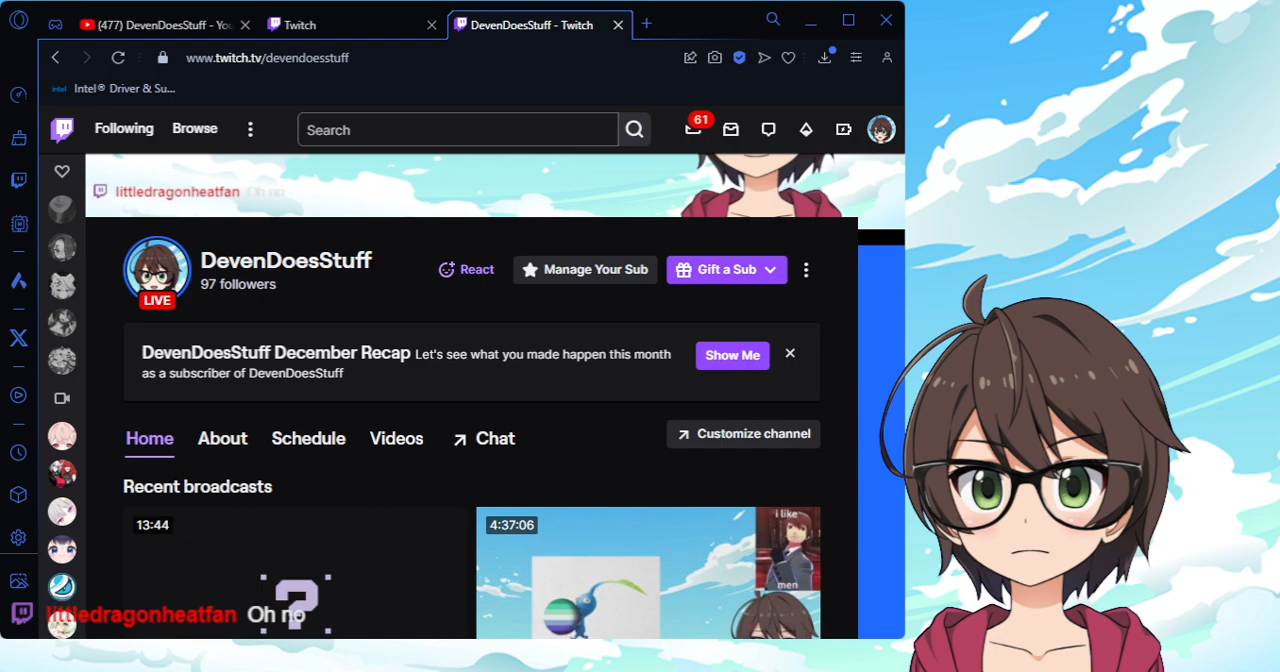 (477) DevenDoesStuff - You
Twitch
DevenDoesStuff - Twitch
www.twitch.tv/devendoesstuff
intel Intel® Driver & Su...
Following
Browse
Search
61
littledragonheatfan Oh no
DevenDoesStuff
97 followers
LIVE
React
Manage Your Sub
Gift a Sub
DevenDoesStuff December Recap Let's see what you made happen this month
as a subscriber of DevenDoesStuff
Show Me
Home
About
Schedule
Videos
Chat
Customize channel
Recent broadcasts
13:44
4:37:06
i like
men
littledragonheatfan Oh no